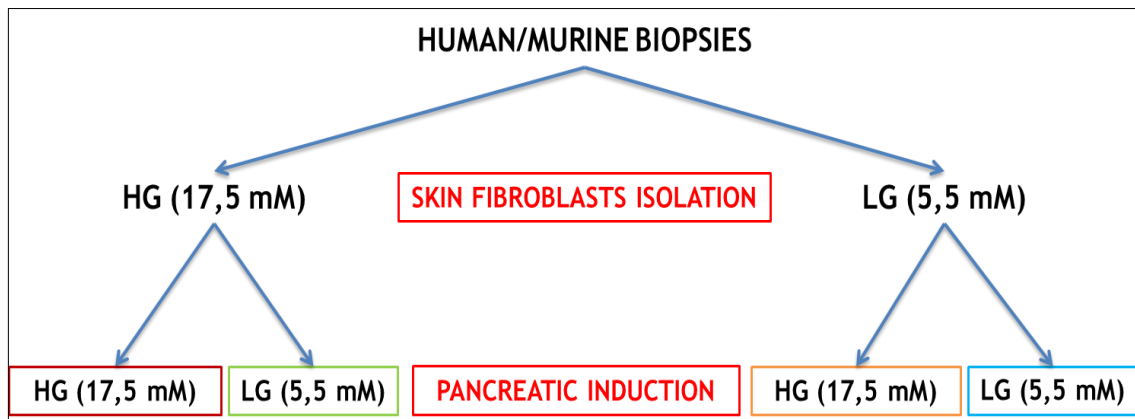 HUMAN/MURINE BIOPSIES
HG (17,5 mM)
SKIN FIBROBLASTS ISOLATION
LG (5,5 mM)
HG (17,5 mM)
LG (5,5 mM)
PANCREATIC INDUCTION
HG (17,5 mM)
LG (5,5 mM)